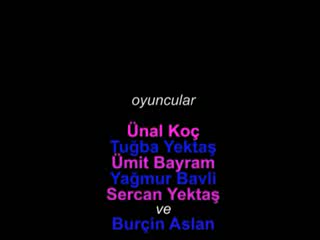 oyuncular
Ünal Koç
Tuğba Yektaş
Ümit Bayram
Yağmur Bavli
Sercan Yektaş
ve
Burçin Aslan